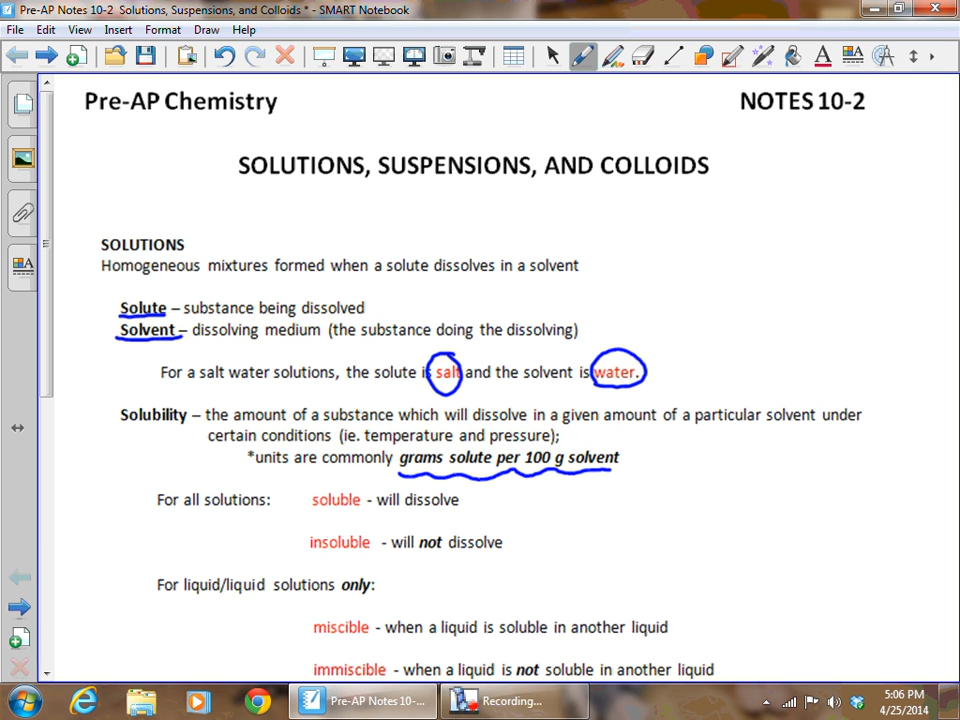 Pre-AP Notes 10-2 Solutions, Suspensions, and Colloids * - SMART Notebook
File Edit View Insert Format Draw Help
Pre-AP Chemistry NOTES 10-2
SOLUTIONS, SUSPENSIONS, AND COLLOIDS
SOLUTIONS
Homogeneous mixtures formed when a solute dissolves in a solvent
Solute – substance being dissolved
Solvent – dissolving medium (the substance doing the dissolving)
For a salt water solutions, the solute is salt and the solvent is water.
Solubility – the amount of a substance which will dissolve in a given amount of a particular solvent under
certain conditions (ie. temperature and pressure);
*units are commonly grams solute per 100 g solvent
For all solutions: soluble - will dissolve
insoluble - will not dissolve
For liquid/liquid solutions only:
miscible - when a liquid is soluble in another liquid
immiscible - when a liquid is not soluble in another liquid
Pre-AP Notes 10-... Recording... 5:06 PM
4/25/2014